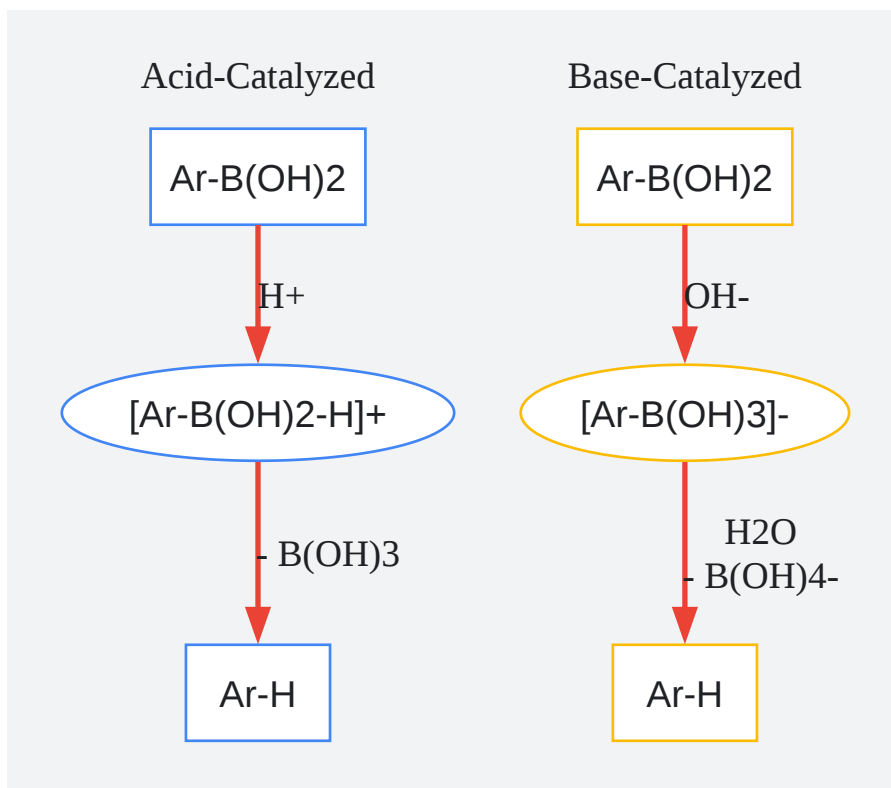 Acid-Catalyzed
Ar-B(OH)2
H+
[Ar-B(OH)2-H]+
- B(OH)3
Ar-H
Base-Catalyzed
Ar-B(OH)2
OH-
[Ar-B(OH)3]-
H2O
- B(OH)4-
Ar-H